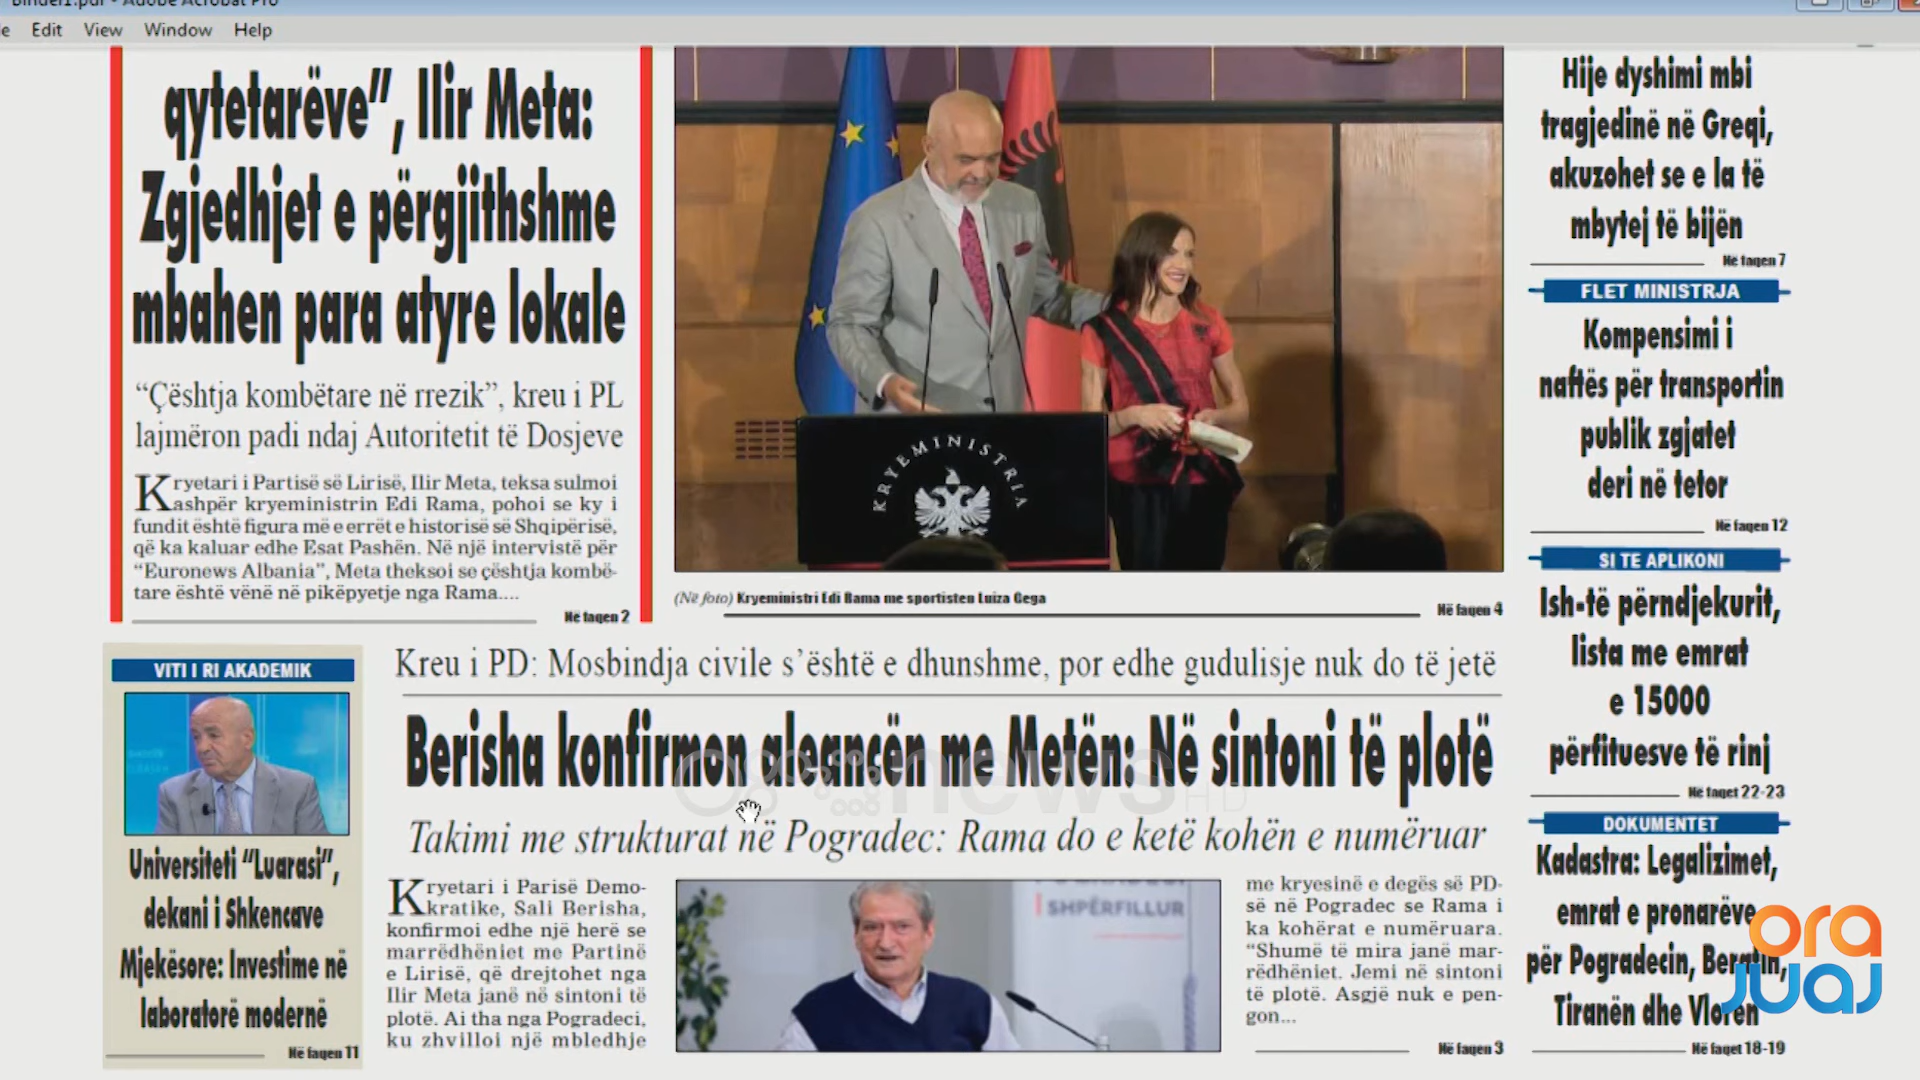 Binder1.pdf - Adobe Acrobat Pro
Edit View Window Help
qytetarëve”, Ilir Meta:
Zgjedhjet e përgjithshme
mbahen para atyre lokale
“Çështja kombëtare në rrezik”, kreu i PL
lajmëron padi ndaj Autoritetit të Dosjeve
Kryetari i Partisë së Lirisë, Ilir Meta, teksa sulmoi
ashpër kryeministrin Edi Rama, pohoi se ky i
fundit është figura më e errët e historisë së Shqipërisë,
që ka kaluar edhe Esat Pashën. Në një intervistë për
“Euronews Albania”, Meta theksoi se çështja kombë-
tare është vënë në pikëpyetje nga Rama....
Në faqen 2
KRYEMINISTRIA
(Në foto) Kryeministri Edi Rama me sportisten Luiza Gega
Në faqen 4
Hije dyshimi mbi
tragjedinë në Greqi,
akuzohet se e la të
mbytej të bijën
Në faqen 7
FLET MINISTRJA
Kompensimi i
naftës për transportin
publik zgjatet
deri në tetor
Në faqen 12
SI TE APLIKONI
Ish-të përndjekurit,
lista me emrat
e 15000
përfituesve të rinj
Në faqet 22-23
DOKUMENTET
Kadastra: Legalizimet,
emrat e pronarëve
për Pogradecin, Beratin,
Tiranën dhe Vlorën
Në faqet 18-19
VITI I RI AKADEMIK
Universiteti “Luarasi”,
dekani i Shkencave
Mjekësore: Investime në
laboratorë modernë
Në faqen 11
Kreu i PD: Mosbindja civile s’është e dhunshme, por edhe gudulisje nuk do të jetë
Berisha konfirmon aleancën me Metën: Në sintoni të plotë
news HD
Takimi me strukturat në Pogradec: Rama do e ketë kohën e numëruar
Kryetari i Parisë Demo-
kratike, Sali Berisha,
konfirmoi edhe një herë se
marrëdhëniet me Partinë
e Lirisë, që drejtohet nga
Ilir Meta janë në sintoni të
plotë. Ai tha nga Pogradeci,
ku zhvilloi një mbledhje
SHPËRFILLUR
me kryesinë e degës së PD-
së në Pogradec se Rama i
ka kohërat e numëruara.
“Shumë të mira janë mar-
rëdhëniet. Jemi në sintoni
të plotë. Asgjë nuk e pen-
gon...
Në faqen 3
ora
juaj